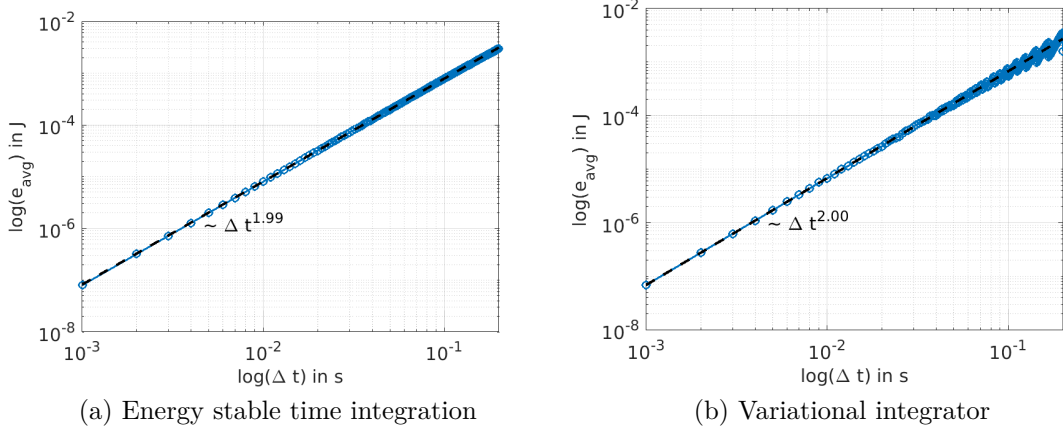 10^-2
10^-4
10^-6
10^-8
log(e_avg) in J
~ Δ t^1.99
10^-3
10^-2
10^-1
log(Δ t) in s
(a) Energy stable time integration
10^-2
10^-4
10^-6
10^-8
log(e_avg) in J
~ Δ t^2.00
10^-3
10^-2
10^-1
log(Δ t) in s
(b) Variational integrator